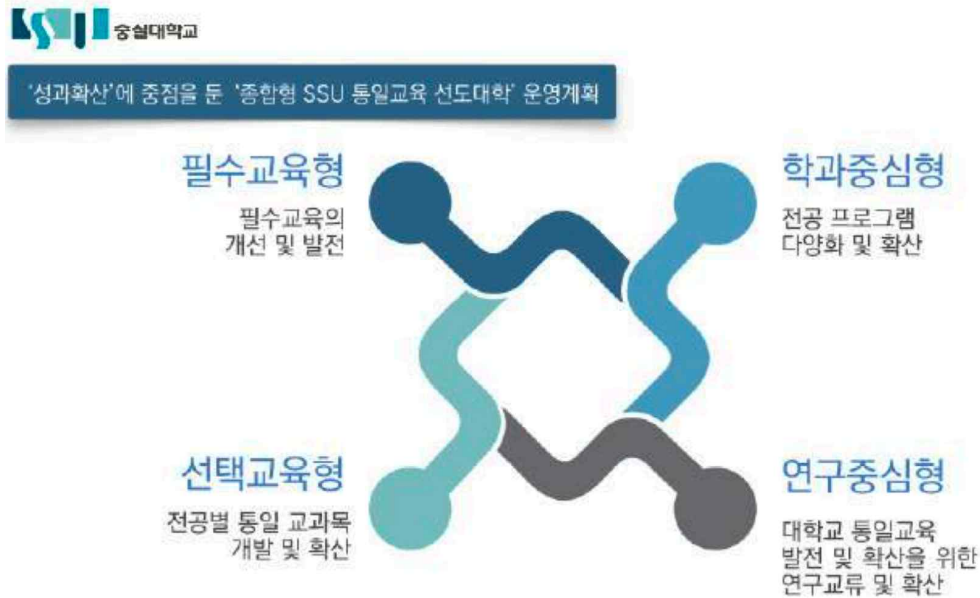 숭실대학교
'성과확산'에 중점을 둔 '종합형 SSU 통일교육 선도대학' 운영계획
필수교육형
필수교육의
개선 및 발전
학과중심형
전공 프로그램
다양화 및 확산
선택교육형
전공별 통일 교과목
개발 및 확산
연구중심형
대학교 통일교육
발전 및 확산을 위한
연구교류 및 확산